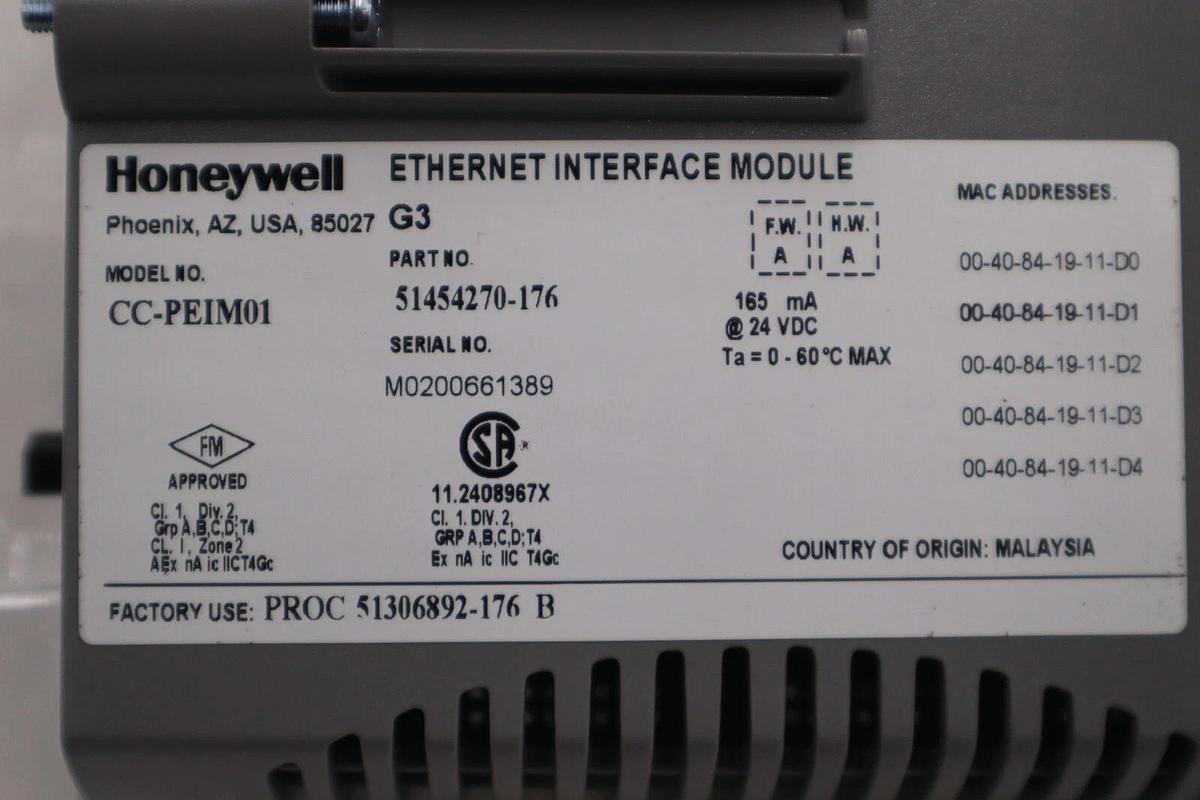 Honeywell
Phoenix, AZ, USA, 85027
ETHERNET INTERFACE MODULE
G3
MODEL NO.
CC-PEIM01
PART NO.
51454270-176
SERIAL NO.
M0200661389
F.W. H.W.
A A
165 mA
@ 24 VDC
Ta = 0 - 60°C MAX
MAC ADDRESSES:
00-40-84-19-11-D0
00-40-84-19-11-D1
00-40-84-19-11-D2
00-40-84-19-11-D3
00-40-84-19-11-D4
FM
APPROVED
Cl. 1, Div. 2,
Grp A,B,C,D; T4
CL. I, Zone 2
AEx nA ic IICT4Gc
SA ®
11.2408967X
Cl. 1. DIV. 2,
GRP A,B,C,D; T4
Ex nA ic IIC T4Gc
COUNTRY OF ORIGIN: MALAYSIA
FACTORY USE: PROC 51306892-176 B